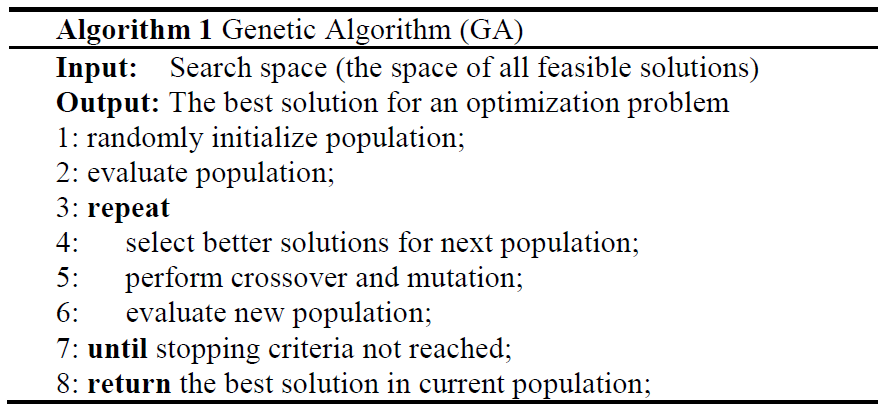 Algorithm 1 Genetic Algorithm (GA)
Input: Search space (the space of all feasible solutions)
Output: The best solution for an optimization problem
1: randomly initialize population;
2: evaluate population;
3: repeat
4: select better solutions for next population;
5: perform crossover and mutation;
6: evaluate new population;
7: until stopping criteria not reached;
8: return the best solution in current population;